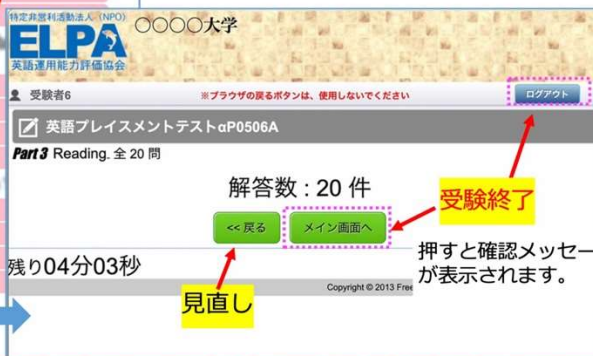 特定非営利活動法人 (NPO)
ELPA
英語運用能力評価協会
〇〇〇〇大学
受験者6
※ブラウザの戻るボタンは、使用しないでください
ログアウト
英語プレイスメントテストαP0506A
Part 3 Reading. 全 20 問
解答数 : 20 件
受験終了
<< 戻る
メイン画面へ
押すと確認メッセー
が表示されます。
残り04分03秒
見直し
Copyright © 2013 Free